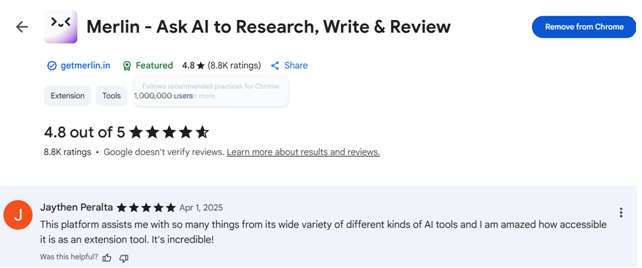 Merlin - Ask AI to Research, Write & Review
Remove from Chrome
getmerlin.in Featured 4.8 ★ (8.8K ratings) Share
Follows recommended practices for Chrome
Extension Tools 1,000,000 users more.
4.8 out of 5
8.8K ratings • Google doesn't verify reviews. Learn more about results and reviews.
J
Jaythen Peralta ★★★★★ Apr 1, 2025
This platform assists me with so many things from its wide variety of different kinds of AI tools and I am amazed how accessible
it is as an extension tool. It's incredible!
Was this helpful?